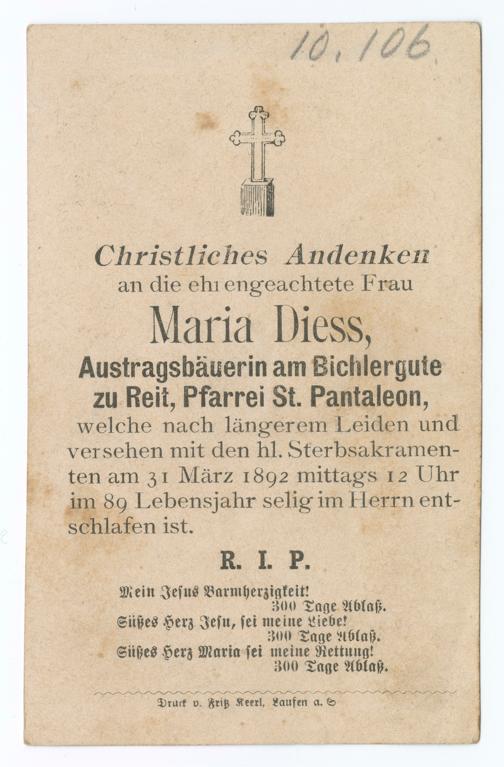 10.106
Christliches Andenken
an die ehrengeachtete Frau
Maria Diess,
Austragsbäuerin am Bichlergute
zu Reit, Pfarrei St. Pantaleon,
welche nach längerem Leiden und
versehen mit den hl. Sterbsakramen-
ten am 31 März 1892 mittags 12 Uhr
im 89 Lebensjahr selig im Herrn ent-
schlafen ist.
R. I. P.
Mein Jesus Barmherzigkeit!
300 Tage Ablaß.
Süßes Herz Jesu, sei meine Liebe!
300 Tage Ablaß.
Süßes Herz Maria sei meine Rettung!
300 Tage Ablaß.
Druck v. Fritz Keerl, Laufen a. S